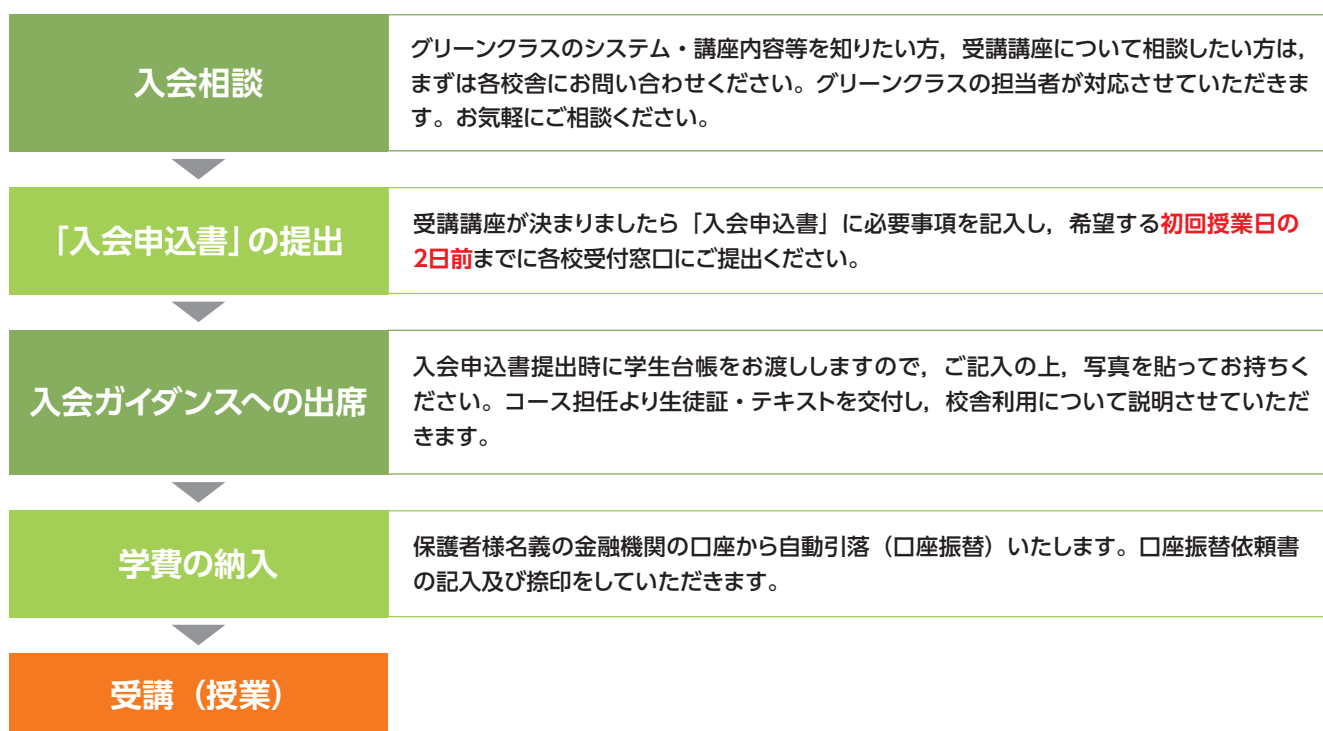 入会相談
グリーンクラスのシステム・講座内容等を知りたい方，受講講座について相談したい方は，
まずは各校舎にお問い合わせください。グリーンクラスの担当者が対応させていただきま
す。お気軽にご相談ください。
「入会申込書」の提出
受講講座が決まりましたら「入会申込書」に必要事項を記入し，希望する初回授業日の
2日前までに各校受付窓口にご提出ください。
入会ガイダンスへの出席
入会申込書提出時に学生台帳をお渡ししますので，ご記入の上，写真を貼ってお持ちく
ださい。コース担任より生徒証・テキストを交付し，校舎利用について説明させていただ
きます。
学費の納入
保護者様名義の金融機関の口座から自動引落（口座振替）いたします。口座振替依頼書
の記入及び捺印をしていただきます。
受講（授業）